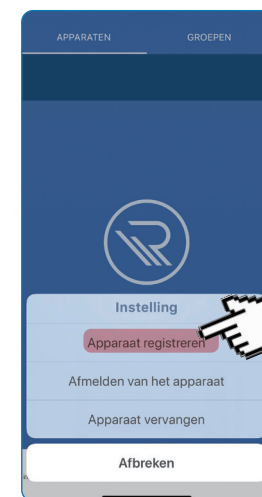 APPARATEN GROEPEN
Instelling
Apparaat registreren
Afmelden van het apparaat
Apparaat vervangen
Afbreken